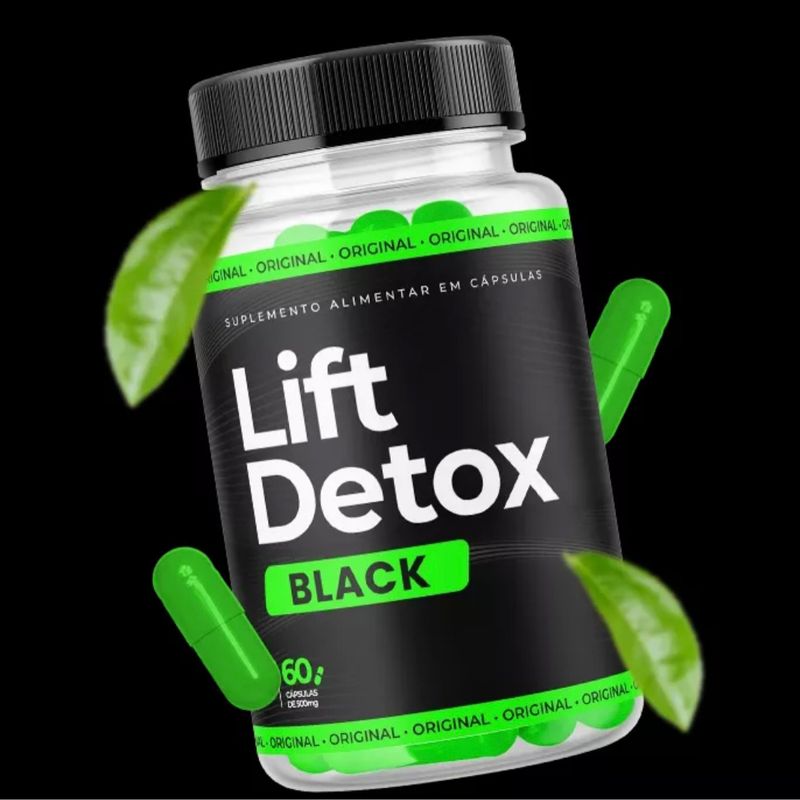 ORIGINAL • ORIGINAL • ORIGINAL • ORIGINAL
SUPLEMENTO ALIMENTAR EM CÁPSULAS
Lift
Detox
BLACK
60
CÁPSULAS
DE 500mg
ORIGINAL • ORIGINAL • ORIGINAL • ORIGINAL • ORIGINAL